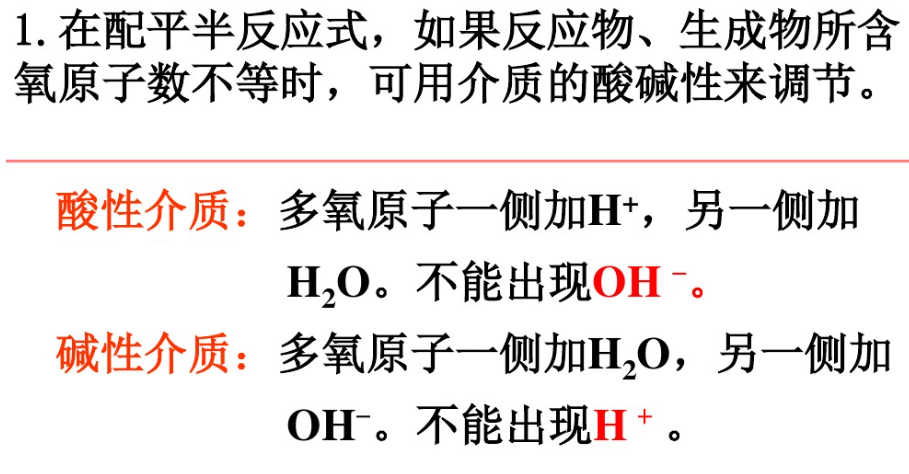 1. 在配平半反应式，如果反应物、生成物所含
氧原子数不等时，可用介质的酸碱性来调节。
酸性介质：多氧原子一侧加H⁺，另一侧加
H₂O。不能出现OH⁻。
碱性介质：多氧原子一侧加H₂O，另一侧加
OH⁻。不能出现H⁺。